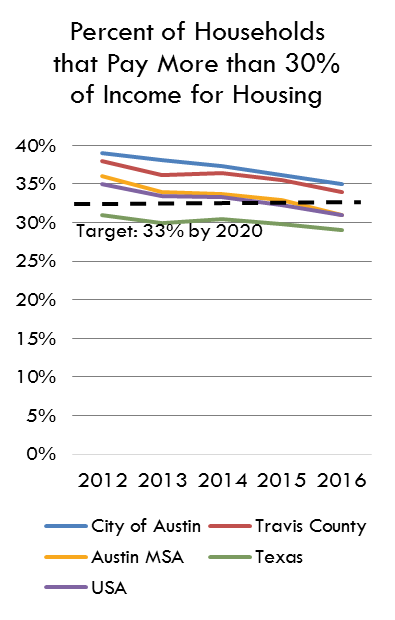 Percent of Households
that Pay More than 30%
of Income for Housing
40%
35%
30%
Target: 33% by 2020
25%
20%
15%
10%
5%
0%
2012 2013 2014 2015 2016
City of Austin Travis County
Austin MSA Texas
USA